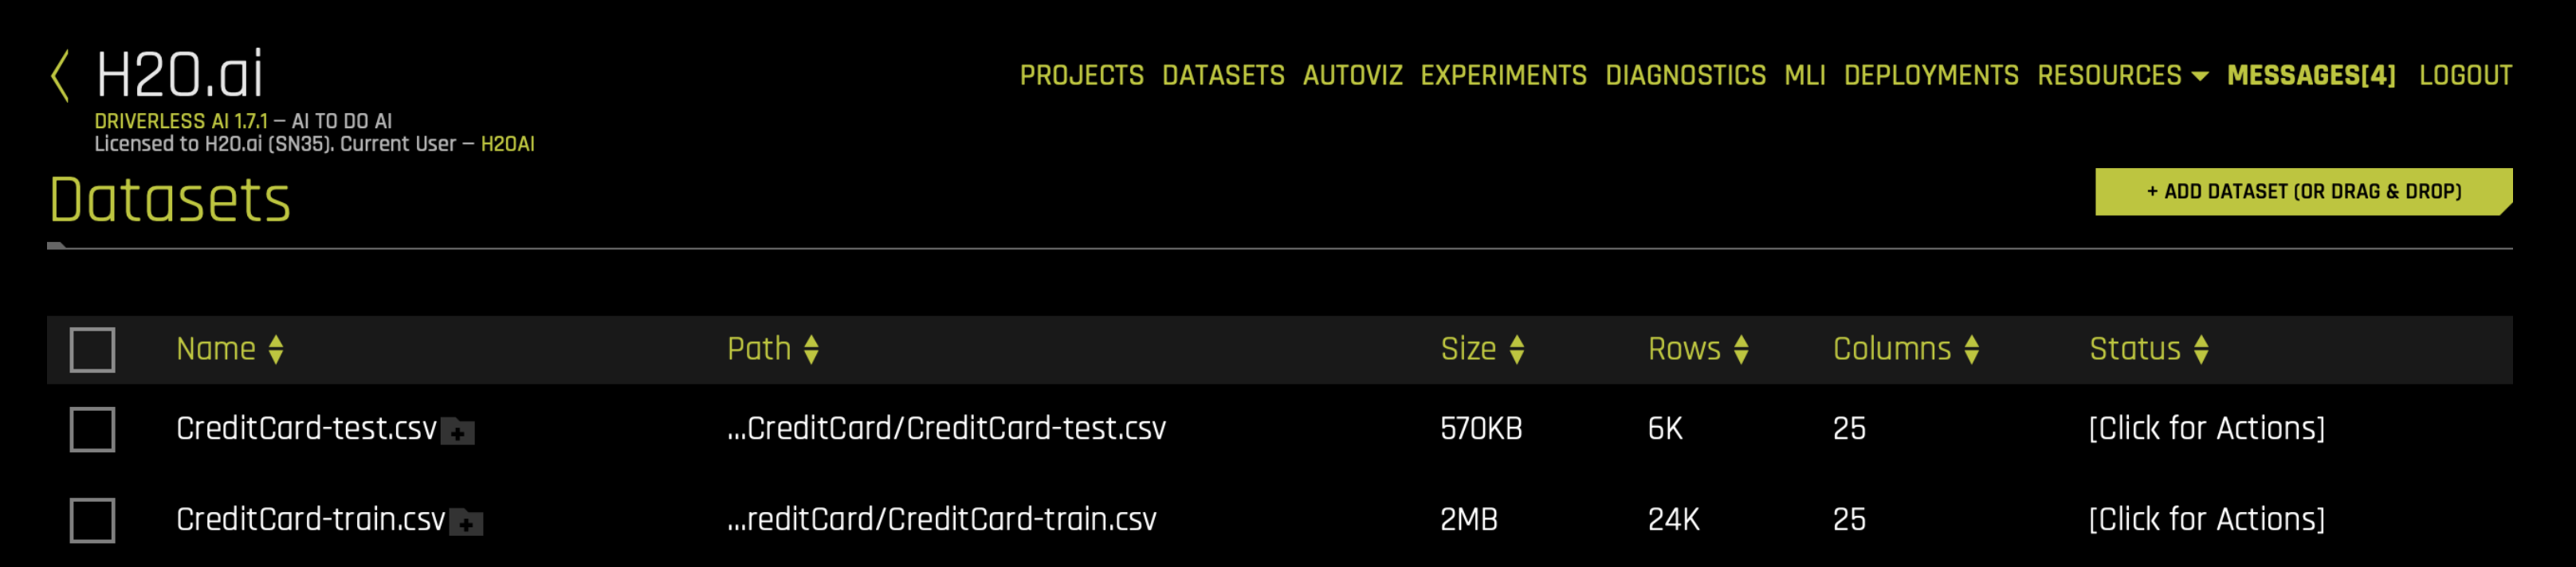 H2O.ai
DRIVERLESS AI 1.7.1 – AI TO DO AI
Licensed to H2O.ai (SN35). Current User – H2OAI
PROJECTS DATASETS AUTOVIZ EXPERIMENTS DIAGNOSTICS MLI DEPLOYMENTS RESOURCES MESSAGES[4] LOGOUT
Datasets
+ ADD DATASET (OR DRAG & DROP)
Name Path Size Rows Columns Status
CreditCard-test.csv ...CreditCard/CreditCard-test.csv 570KB 6K 25 [Click for Actions]
CreditCard-train.csv ...reditCard/CreditCard-train.csv 2MB 24K 25 [Click for Actions]